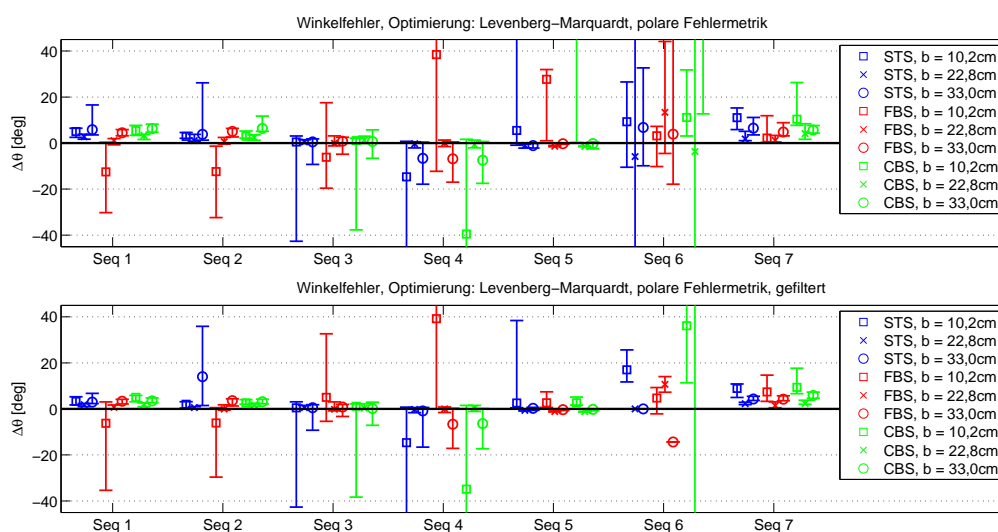 Winkelfehler, Optimierung: Levenberg−Marquardt, polare Fehlermetrik
Δθ [deg]
40
20
0
−20
−40
Seq 1
Seq 2
Seq 3
Seq 4
Seq 5
Seq 6
Seq 7
STS, b = 10,2cm
STS, b = 22,8cm
STS, b = 33,0cm
FBS, b = 10,2cm
FBS, b = 22,8cm
FBS, b = 33,0cm
CBS, b = 10,2cm
CBS, b = 22,8cm
CBS, b = 33,0cm
Winkelfehler, Optimierung: Levenberg−Marquardt, polare Fehlermetrik, gefiltert
Δθ [deg]
40
20
0
−20
−40
Seq 1
Seq 2
Seq 3
Seq 4
Seq 5
Seq 6
Seq 7
STS, b = 10,2cm
STS, b = 22,8cm
STS, b = 33,0cm
FBS, b = 10,2cm
FBS, b = 22,8cm
FBS, b = 33,0cm
CBS, b = 10,2cm
CBS, b = 22,8cm
CBS, b = 33,0cm